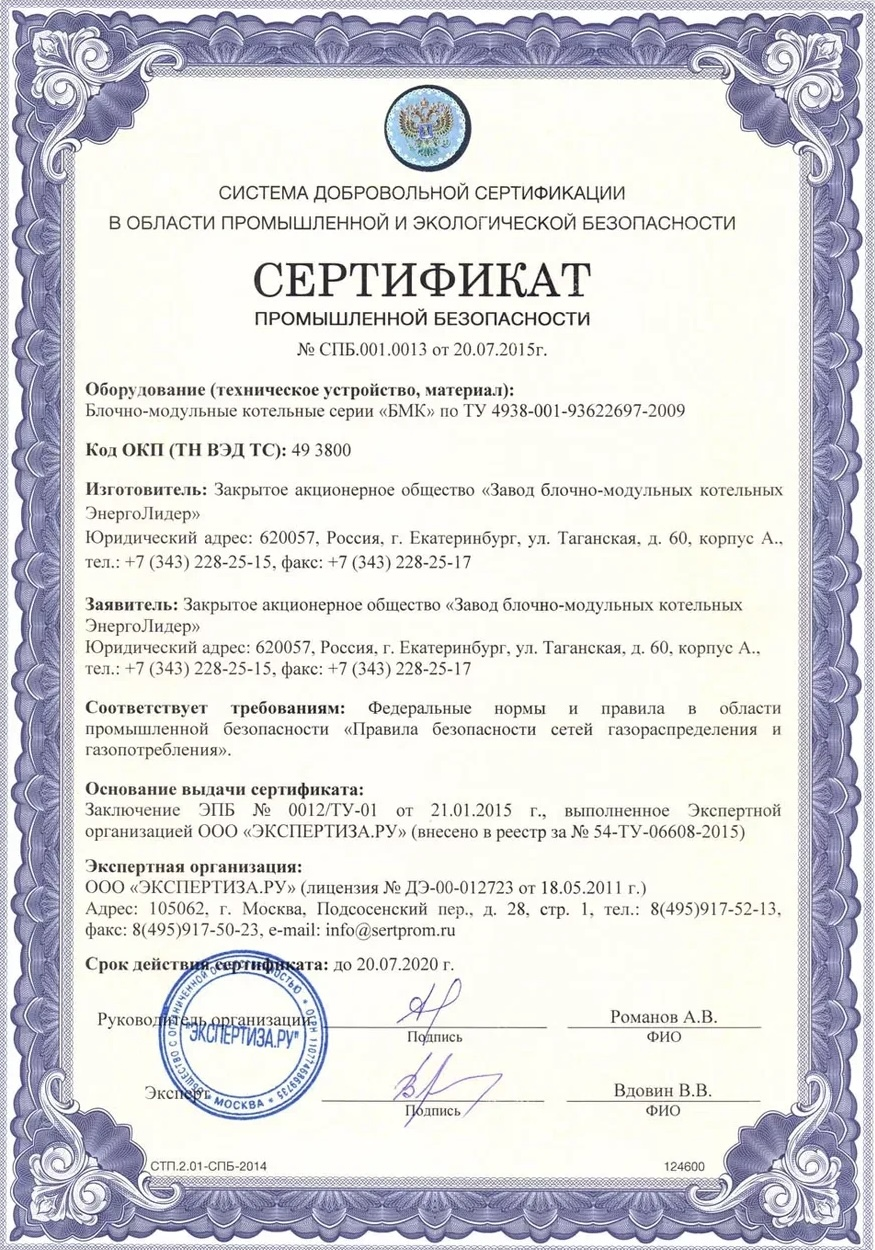 СИСТЕМА ДОБРОВОЛЬНОЙ СЕРТИФИКАЦИИ
В ОБЛАСТИ ПРОМЫШЛЕННОЙ И ЭКОЛОГИЧЕСКОЙ БЕЗОПАСНОСТИ
СЕРТИФИКАТ
ПРОМЫШЛЕННОЙ БЕЗОПАСНОСТИ
№ СПБ.001.0013 от 20.07.2015г.
Оборудование (техническое устройство, материал):
Блочно-модульные котельные серии «БМК» по ТУ 4938-001-93622697-2009
Код ОКП (ТН ВЭД ТС): 49 3800
Изготовитель: Закрытое акционерное общество «Завод блочно-модульных котельных
ЭнергоЛидер»
Юридический адрес: 620057, Россия, г. Екатеринбург, ул. Таганская, д. 60, корпус А.,
тел.: +7 (343) 228-25-15, факс: +7 (343) 228-25-17
Заявитель: Закрытое акционерное общество «Завод блочно-модульных котельных
ЭнергоЛидер»
Юридический адрес: 620057, Россия, г. Екатеринбург, ул. Таганская, д. 60, корпус А.,
тел.: +7 (343) 228-25-15, факс: +7 (343) 228-25-17
Соответствует требованиям: Федеральные нормы и правила в области
промышленной безопасности «Правила безопасности сетей газораспределения и
газопотребления».
Основание выдачи сертификата:
Заключение ЭПБ № 0012/ТУ-01 от 21.01.2015 г., выполненное Экспертной
организацией ООО «ЭКСПЕРТИЗА.РУ» (внесено в реестр за № 54-ТУ-06608-2015)
Экспертная организация:
ООО «ЭКСПЕРТИЗА.РУ» (лицензия № ДЭ-00-012723 от 18.05.2011 г.)
Адрес: 105062, г. Москва, Подсосенский пер., д. 28, стр. 1, тел.: 8(495)917-52-13,
факс: 8(495)917-50-23, e-mail: info@sertprom.ru
Срок действия сертификата: до 20.07.2020 г.
Руководитель организации
Романов А.В.
Подпись
ФИО
ОБЩЕСТВО С ОГРАНИЧЕННОЙ ОТВЕТСТВЕННОСТЬЮ * ОГРН
"ЭКСПЕРТИЗА.РУ"
* МОСКВА *
Эксперт
Вдовин В.В.
Подпись
ФИО
СТП.2.01-СПБ-2014
124600